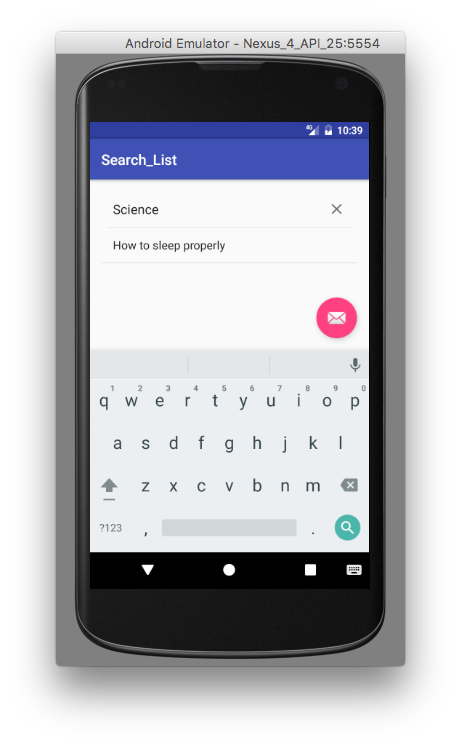 Android Emulator - Nexus_4_API_25:5554
4G 10:39
Search_List
Science
How to sleep properly
1 2 3 4 5 6 7 8 9 0
q w e r t y u i o p
a s d f g h j k l
z x c v b n m
?123 , .